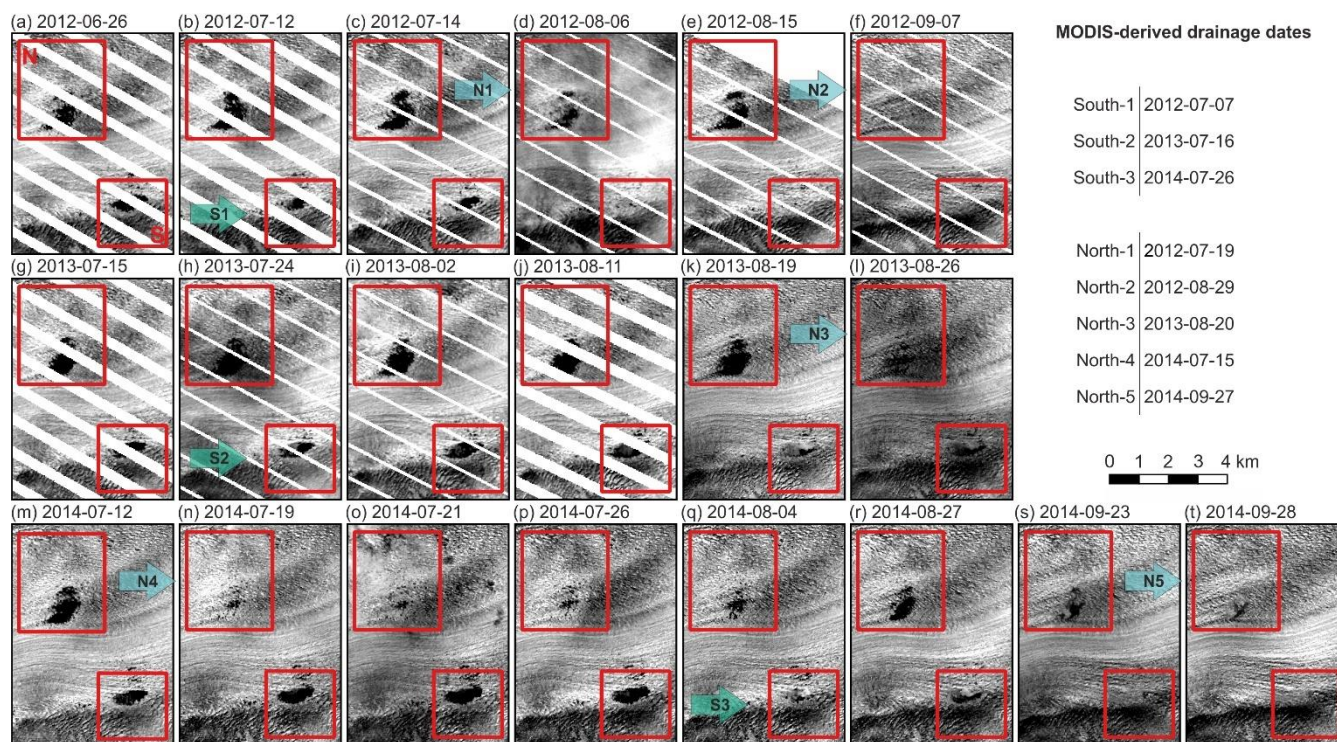 (a) 2012-06-26 (b) 2012-07-12 (c) 2012-07-14 (d) 2012-08-06 (e) 2012-08-15 (f) 2012-09-07
N
N1
N2
S1
S
MODIS-derived drainage dates
South-1 2012-07-07
South-2 2013-07-16
South-3 2014-07-26
North-1 2012-07-19
North-2 2012-08-29
North-3 2013-08-20
North-4 2014-07-15
North-5 2014-09-27
0 1 2 3 4 km
(g) 2013-07-15 (h) 2013-07-24 (i) 2013-08-02 (j) 2013-08-11 (k) 2013-08-19 (l) 2013-08-26
N3
S2
(m) 2014-07-12 (n) 2014-07-19 (o) 2014-07-21 (p) 2014-07-26 (q) 2014-08-04 (r) 2014-08-27 (s) 2014-09-23 (t) 2014-09-28
N4
N5
S3